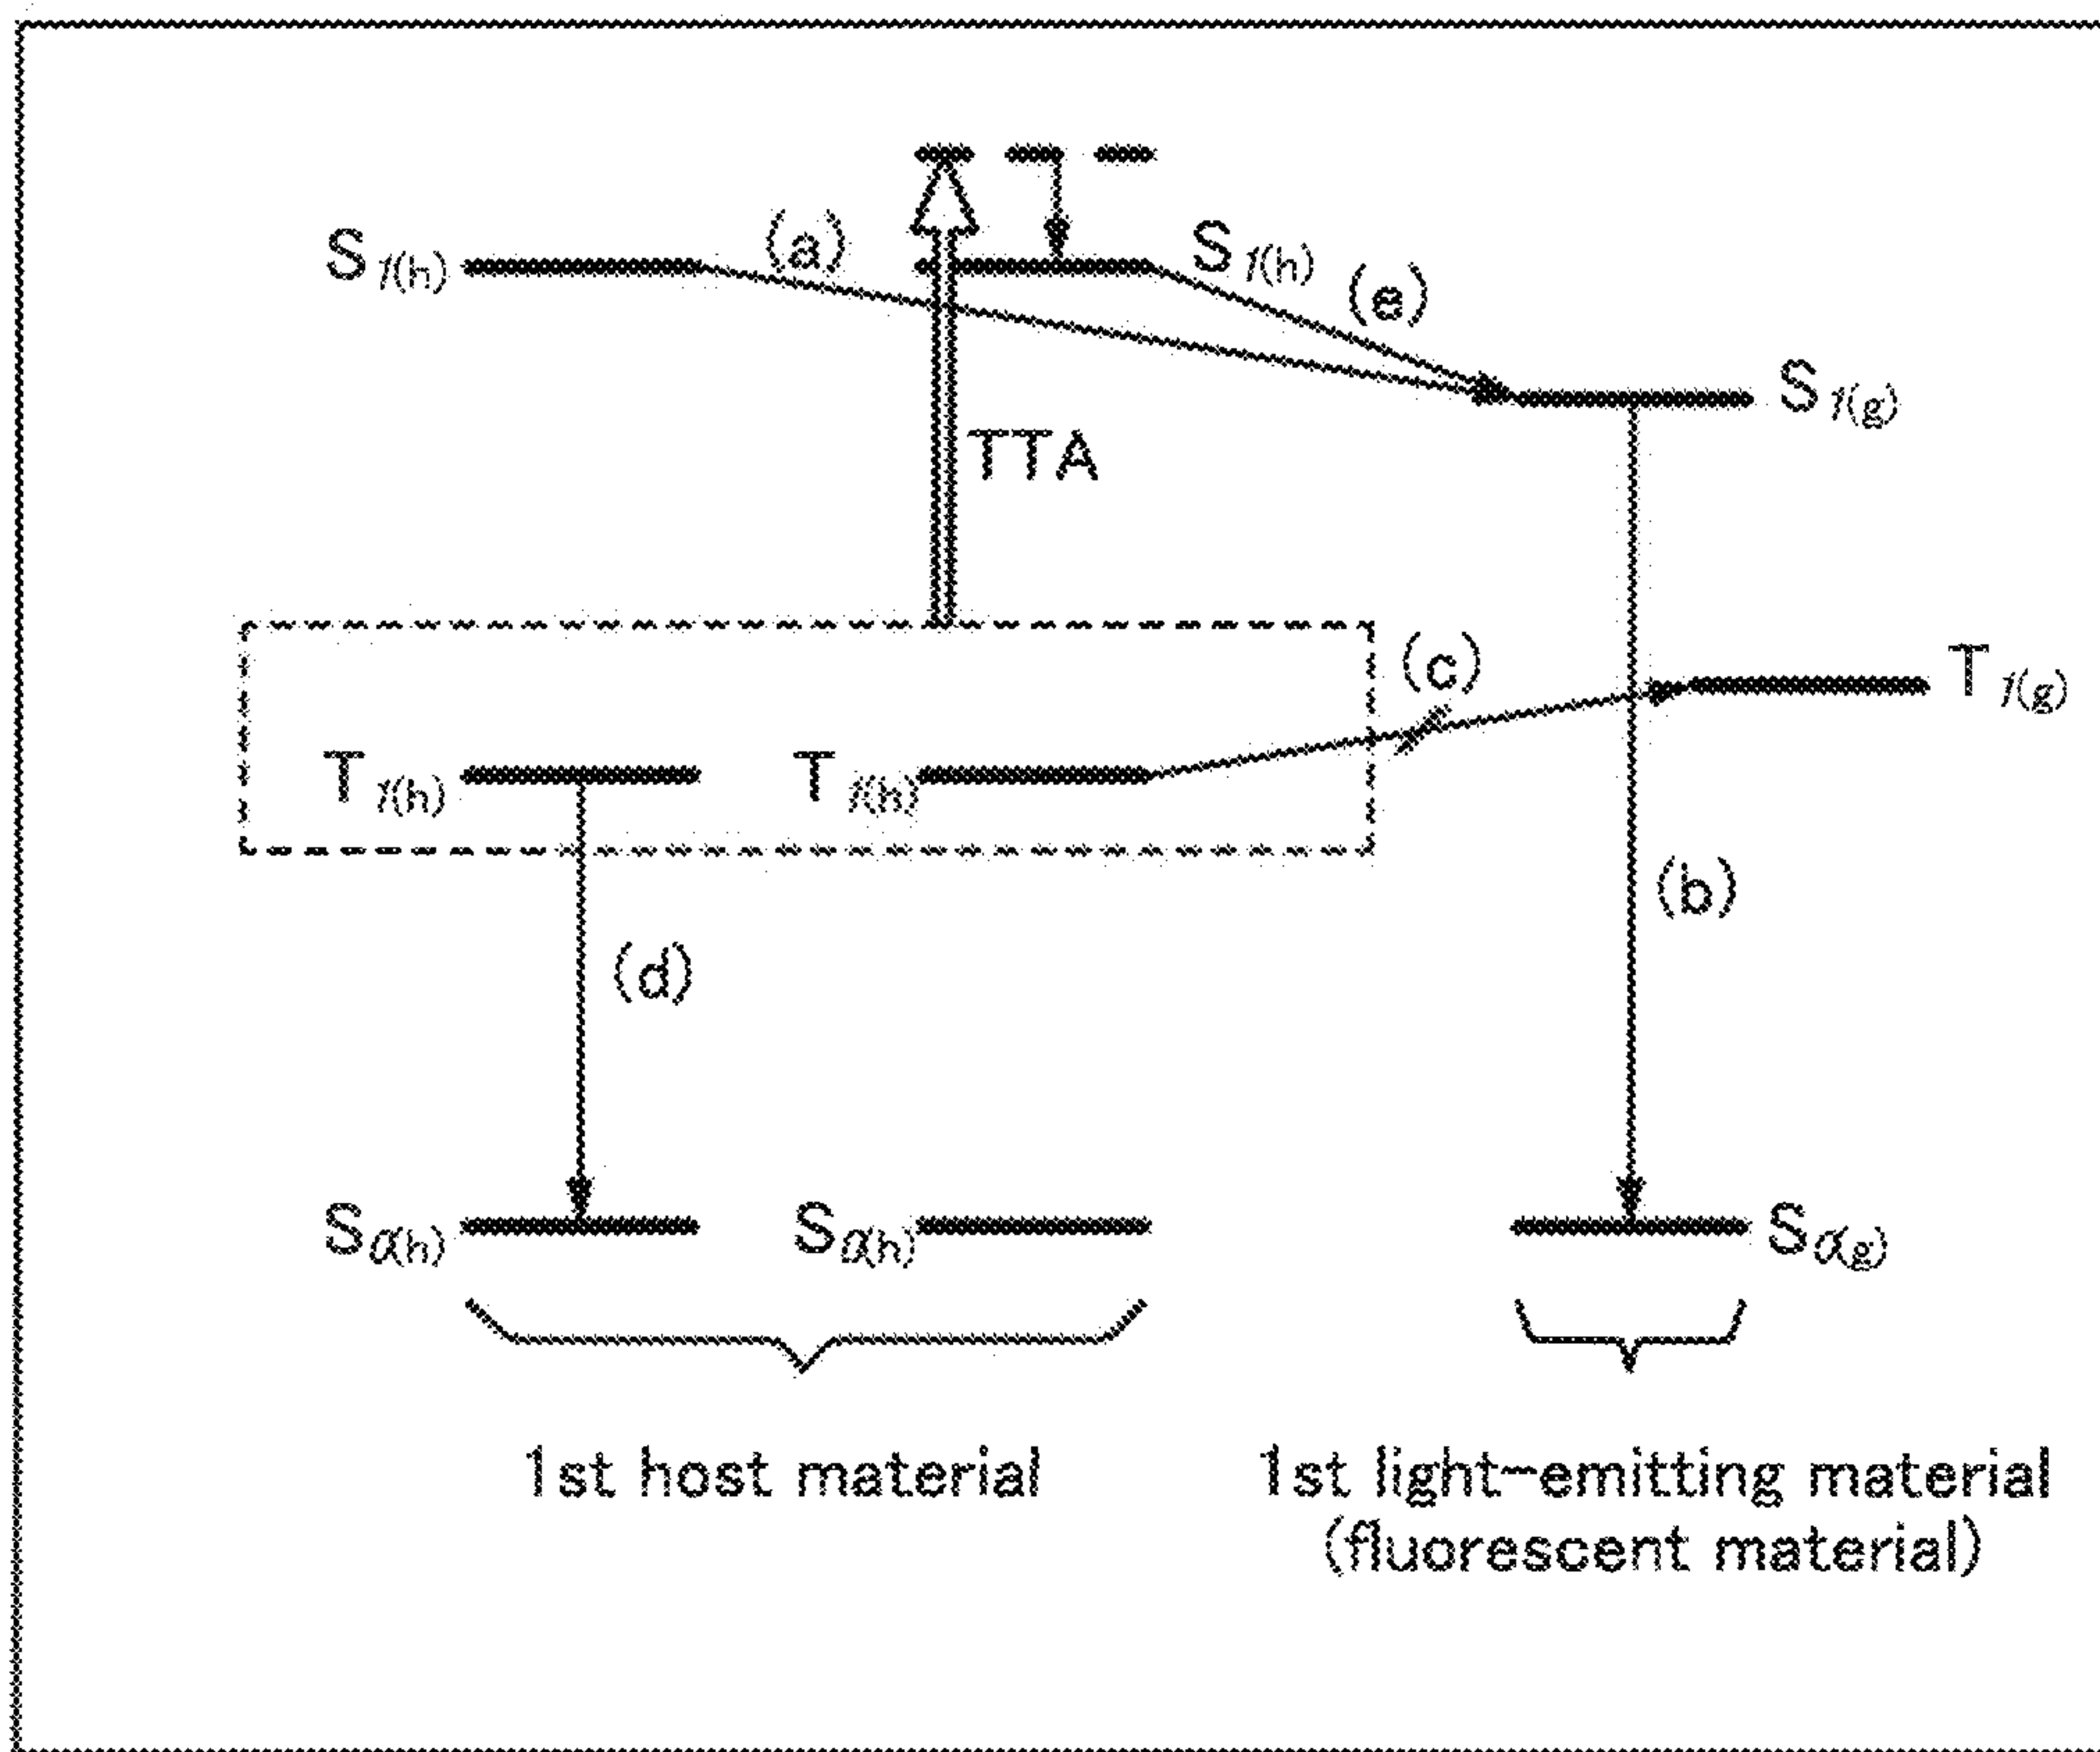 (a)
S1(h)
S1(h)
(e)
S1(g)
TTA
(c)
T1(g)
T1(h)
T1(h)
(b)
(d)
S0(h)
S0(h)
S0(g)
1st host material
1st light-emitting material
(fluorescent material)